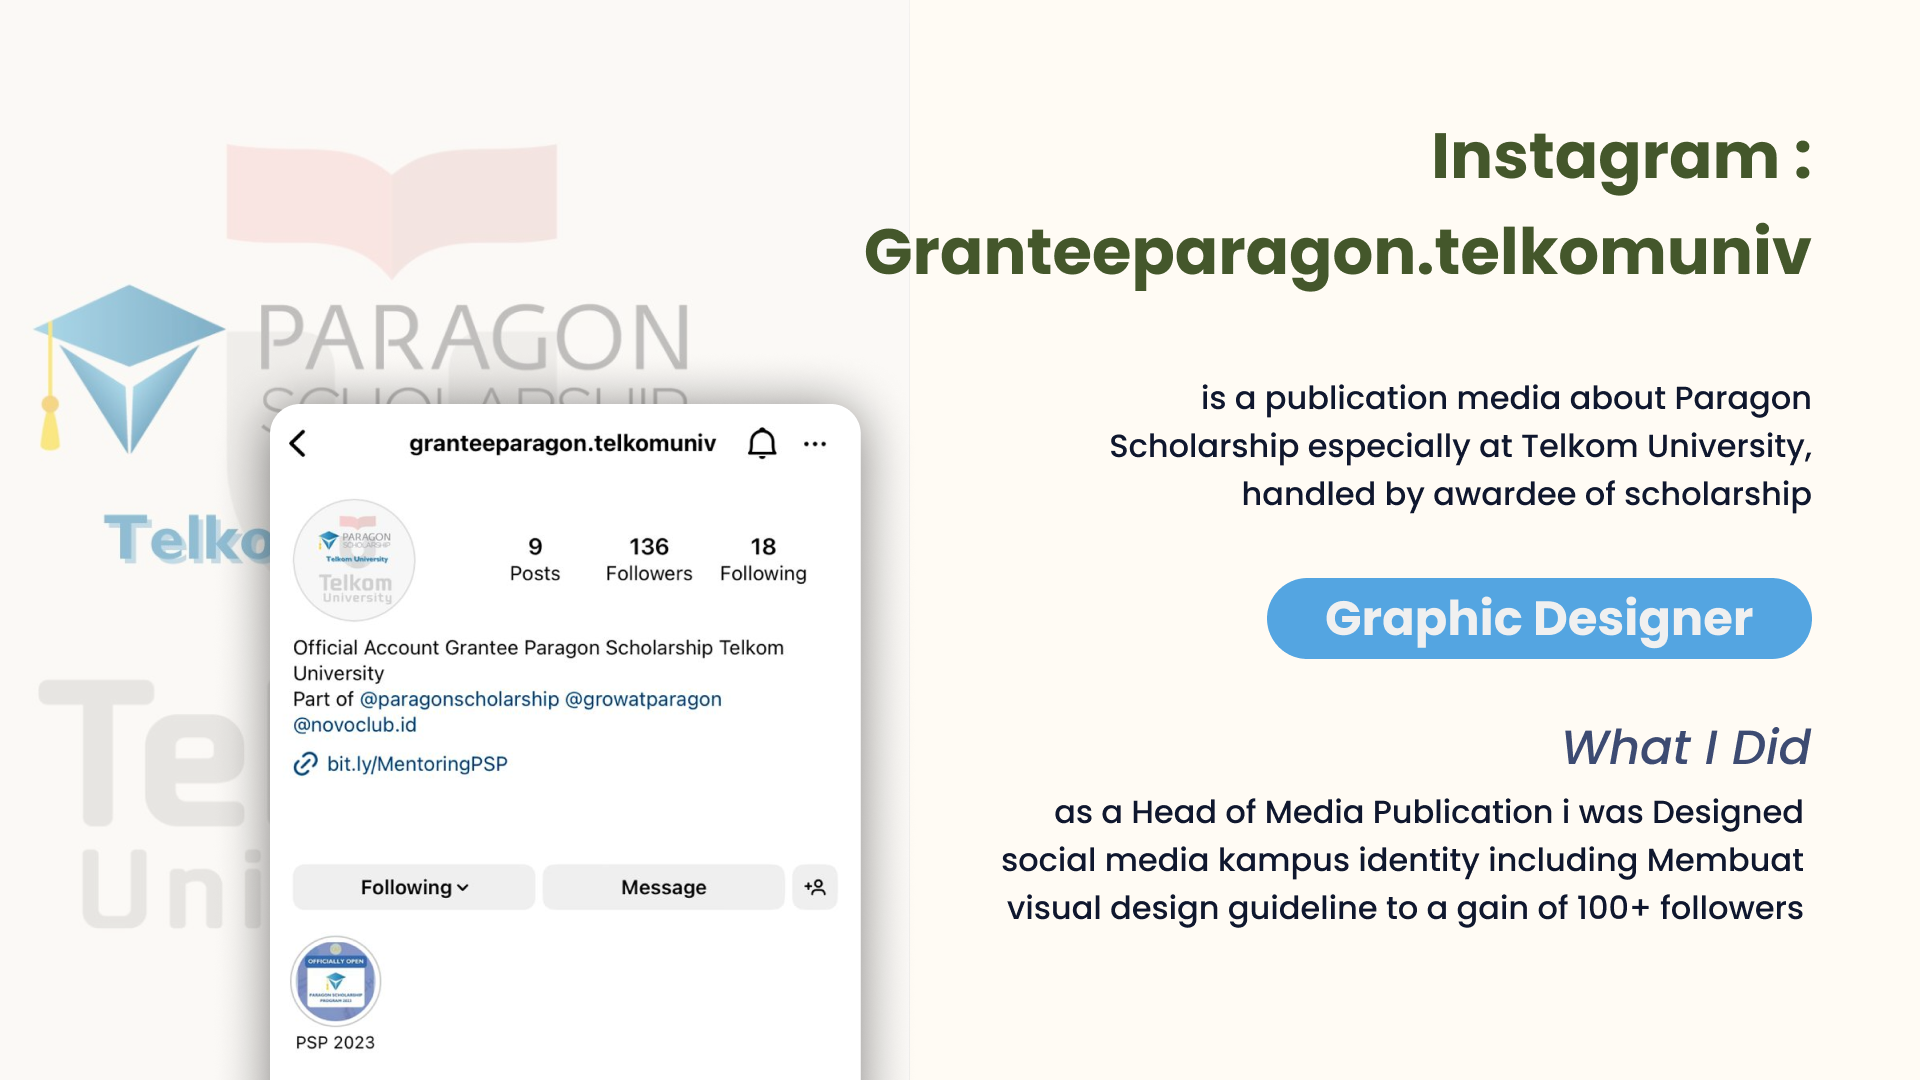 PARAGON
SCHOLARSHIP
Telko
Te
Uni
granteeparagon.telkomuniv
PARAGON
SCHOLARSHIP
Telkom University
Telkom
University
9
Posts
136
Followers
18
Following
Official Account Grantee Paragon Scholarship Telkom
University
Part of @paragonscholarship @growatparagon
@novoclub.id
bit.ly/MentoringPSP
Following
Message
OFFICIALLY OPEN
PARAGON SCHOLARSHIP
PSP 2023
Instagram :
Granteeparagon.telkomuniv
is a publication media about Paragon
Scholarship especially at Telkom University,
handled by awardee of scholarship
Graphic Designer
What I Did
as a Head of Media Publication i was Designed
social media kampus identity including Membuat
visual design guideline to a gain of 100+ followers